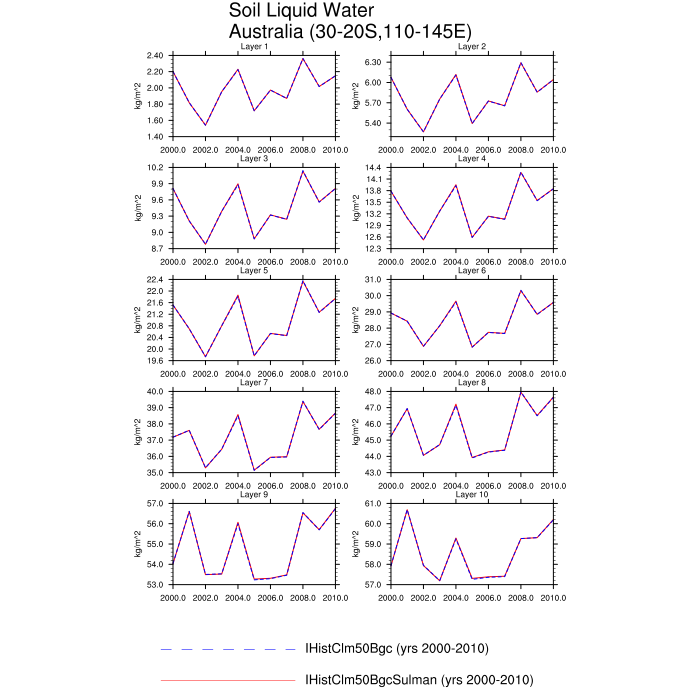 Soil Liquid Water
Australia (30-20S,110-145E)
Layer 1
2.40
2.20
2.00
1.80
1.60
1.40
kg/m^2
2000.0 2002.0 2004.0 2006.0 2008.0 2010.0
Layer 2
6.30
6.00
5.70
5.40
kg/m^2
2000.0 2002.0 2004.0 2006.0 2008.0 2010.0
Layer 3
10.2
9.9
9.6
9.3
9.0
8.7
kg/m^2
2000.0 2002.0 2004.0 2006.0 2008.0 2010.0
Layer 4
14.4
14.1
13.8
13.5
13.2
12.9
12.6
12.3
kg/m^2
2000.0 2002.0 2004.0 2006.0 2008.0 2010.0
Layer 5
22.4
22.0
21.6
21.2
20.8
20.4
20.0
19.6
kg/m^2
2000.0 2002.0 2004.0 2006.0 2008.0 2010.0
Layer 6
31.0
30.0
29.0
28.0
27.0
26.0
kg/m^2
2000.0 2002.0 2004.0 2006.0 2008.0 2010.0
Layer 7
40.0
39.0
38.0
37.0
36.0
35.0
kg/m^2
2000.0 2002.0 2004.0 2006.0 2008.0 2010.0
Layer 8
48.0
47.0
46.0
45.0
44.0
43.0
kg/m^2
2000.0 2002.0 2004.0 2006.0 2008.0 2010.0
Layer 9
57.0
56.0
55.0
54.0
53.0
kg/m^2
2000.0 2002.0 2004.0 2006.0 2008.0 2010.0
Layer 10
61.0
60.0
59.0
58.0
57.0
kg/m^2
2000.0 2002.0 2004.0 2006.0 2008.0 2010.0
IHistClm50Bgc (yrs 2000-2010)
IHistClm50BgcSulman (yrs 2000-2010)